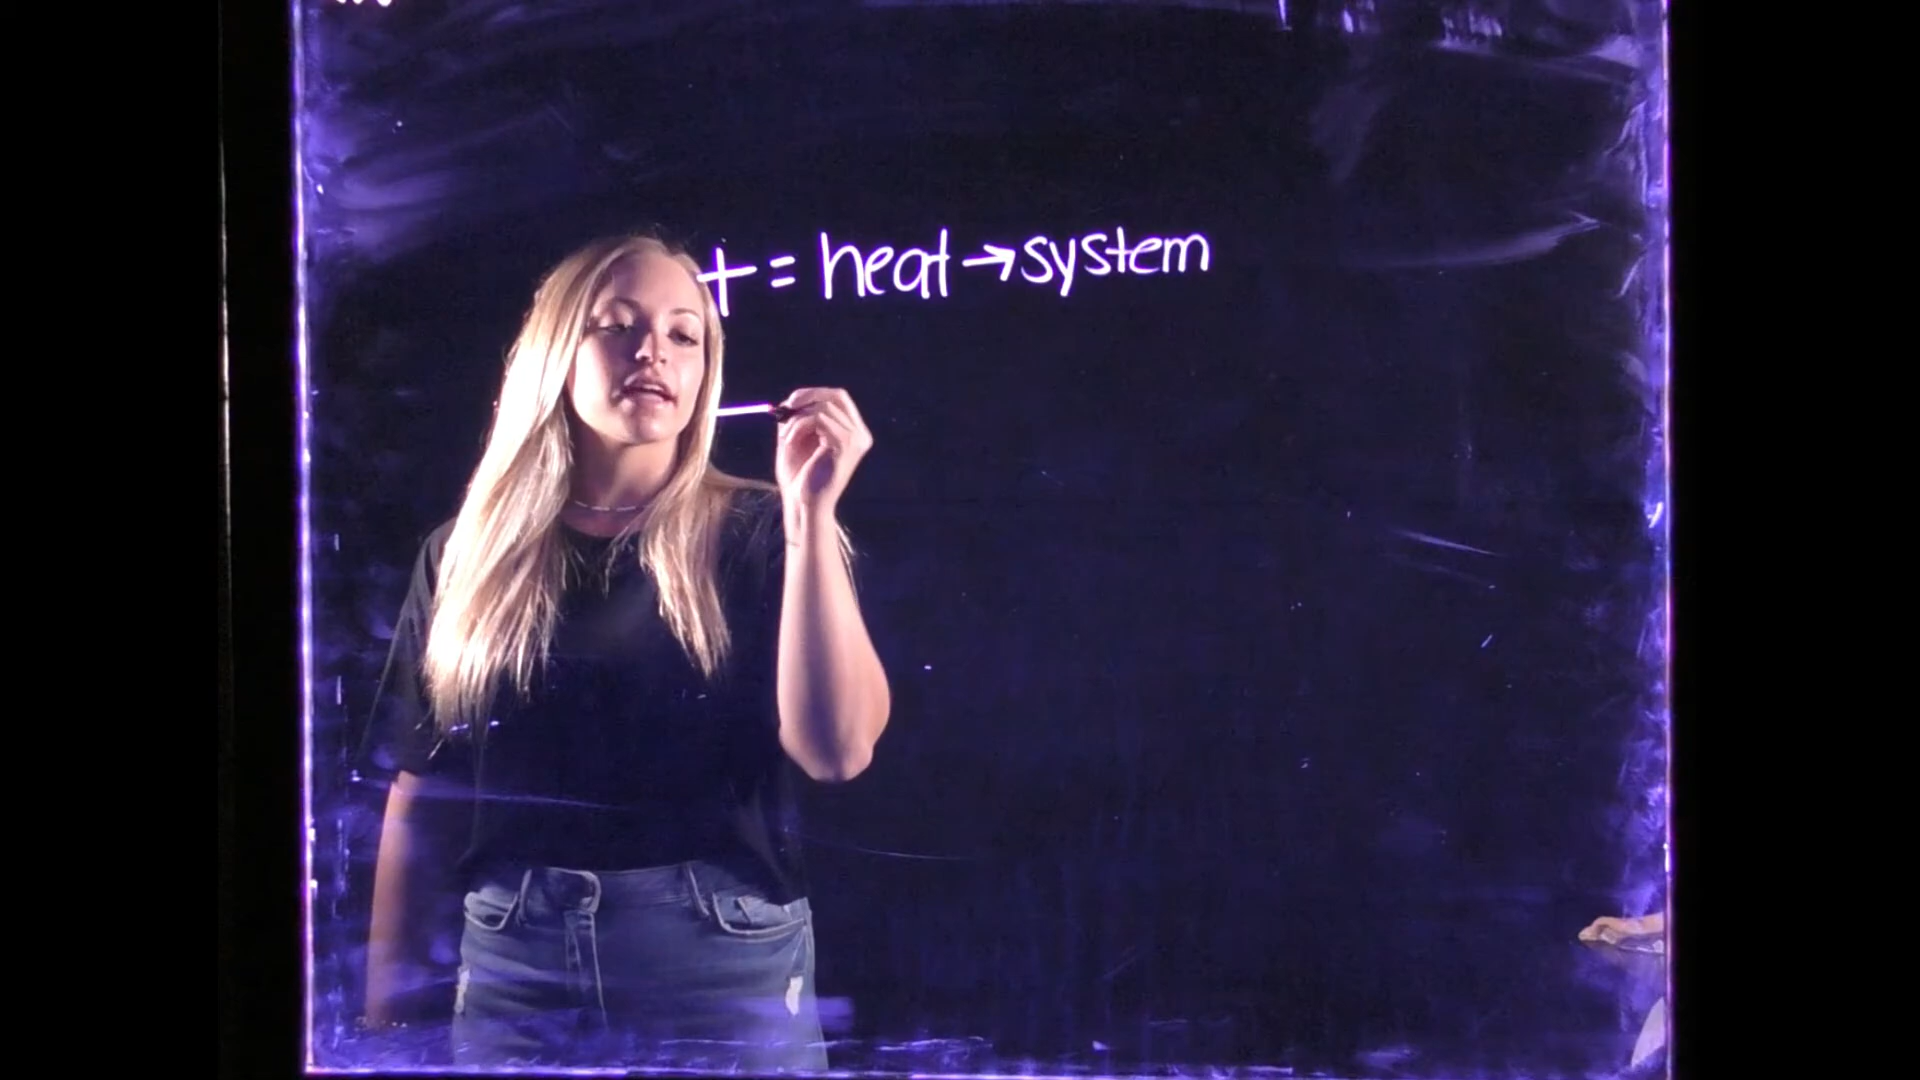 + = heat → system
-